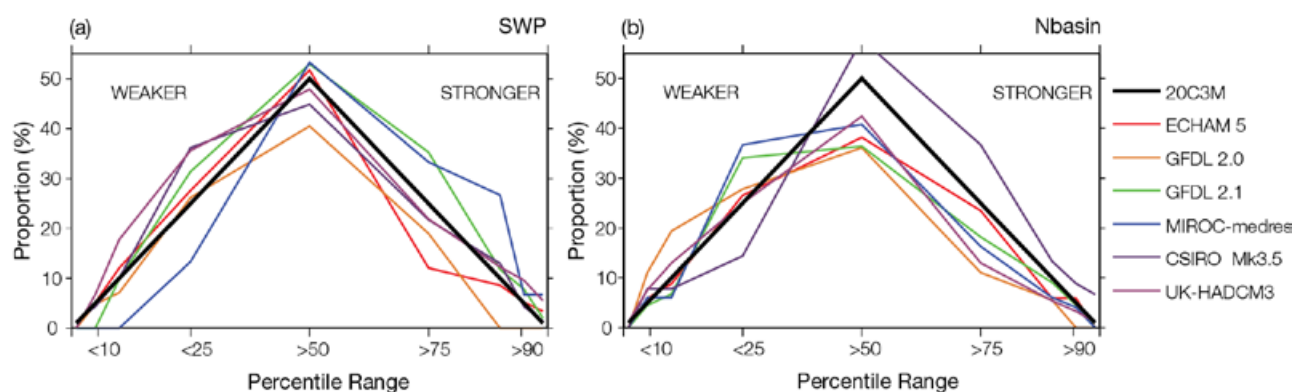 (a) SWP
WEAKER STRONGER
Proportion (%)
50
40
30
20
10
0
<10 <25 >50 >75 >90
Percentile Range
(b) Nbasin
WEAKER STRONGER
Proportion (%)
50
40
30
20
10
0
<10 <25 >50 >75 >90
Percentile Range
20C3M
ECHAM 5
GFDL 2.0
GFDL 2.1
MIROC-medres
CSIRO Mk3.5
UK-HADCM3